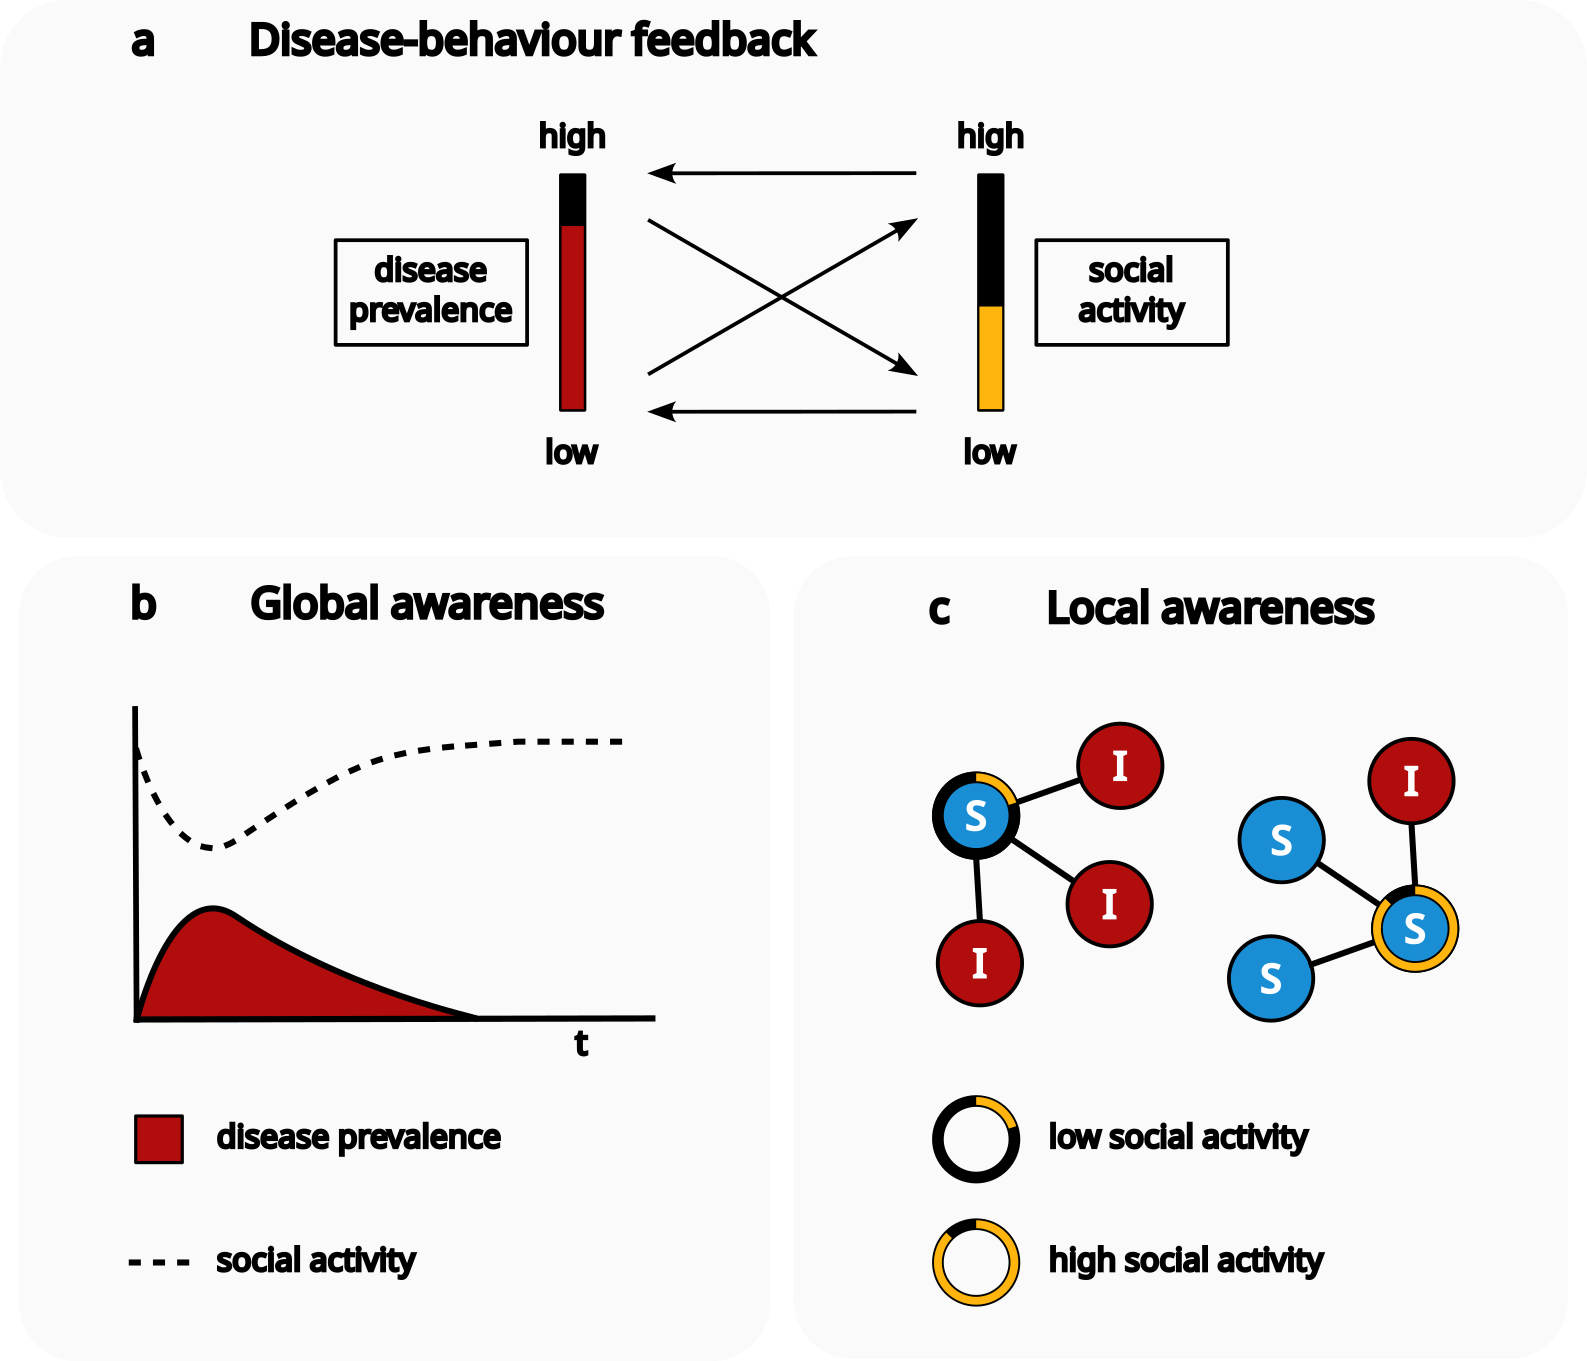 a Disease-behaviour feedback
high high
disease
prevalence
social
activity
low low
b Global awareness
t
disease prevalence
social activity
c Local awareness
I
I
S
S
I
S
I
S
low social activity
high social activity